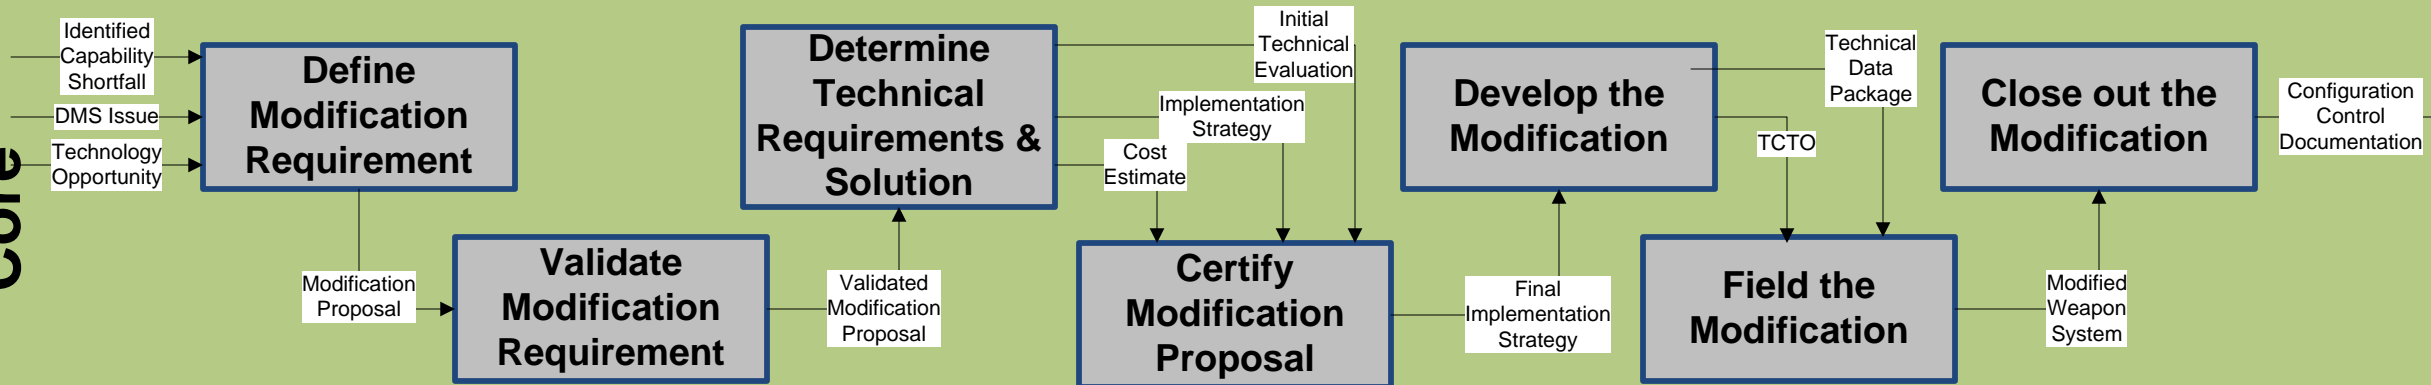 Core
Identified
Capability
Shortfall
DMS Issue
Technology
Opportunity
Define
Modification
Requirement
Modification
Proposal
Validate
Modification
Requirement
Validated
Modification
Proposal
Determine
Technical
Requirements &
Solution
Initial
Technical
Evaluation
Implementation
Strategy
Cost
Estimate
Certify
Modification
Proposal
Final
Implementation
Strategy
Develop the
Modification
Technical
Data
Package
TCTO
Field the
Modification
Modified
Weapon
System
Close out the
Modification
Configuration
Control
Documentation